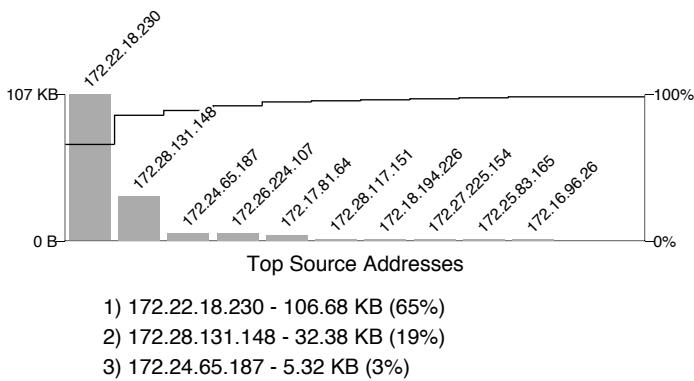 172.22.18.230
172.28.131.148
172.24.65.187
172.26.224.107
172.17.81.64
172.28.117.151
172.18.194.226
172.27.225.154
172.25.83.165
172.16.96.26
107 KB
100%
0 B
0%
Top Source Addresses
1) 172.22.18.230 - 106.68 KB (65%)
2) 172.28.131.148 - 32.38 KB (19%)
3) 172.24.65.187 - 5.32 KB (3%)